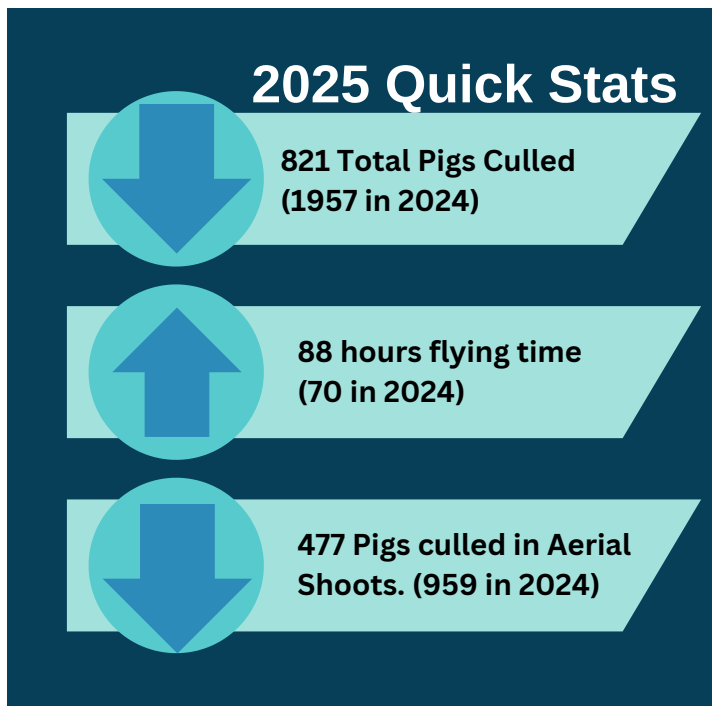 2025 Quick Stats
821 Total Pigs Culled
(1957 in 2024)
88 hours flying time
(70 in 2024)
477 Pigs culled in Aerial
Shoots. (959 in 2024)